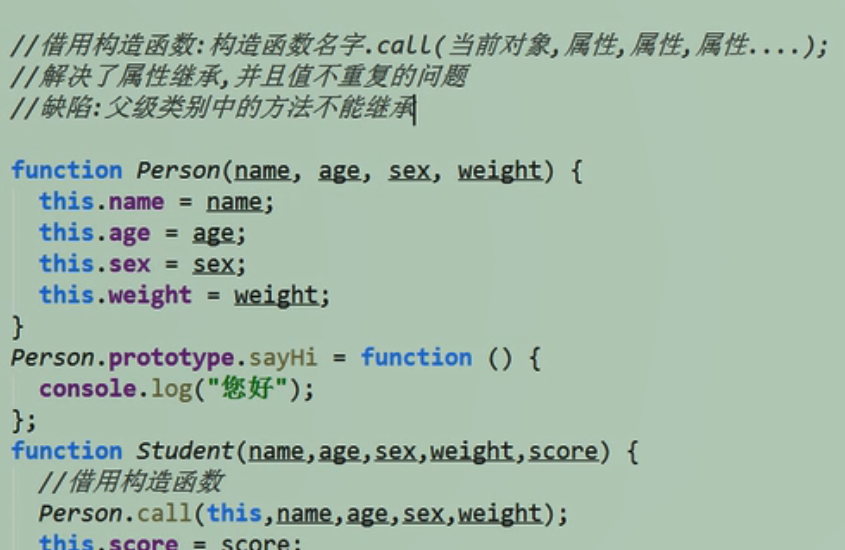 //借用构造函数:构造函数名字.call(当前对象,属性,属性,属性....);
//解决了属性继承,并且值不重复的问题
//缺陷:父级类别中的方法不能继承
function Person(name, age, sex, weight) {
  this.name = name;
  this.age = age;
  this.sex = sex;
  this.weight = weight;
}
Person.prototype.sayHi = function () {
  console.log("您好");
};
function Student(name,age,sex,weight,score) {
  //借用构造函数
  Person.call(this,name,age,sex,weight);
  this.score = score;